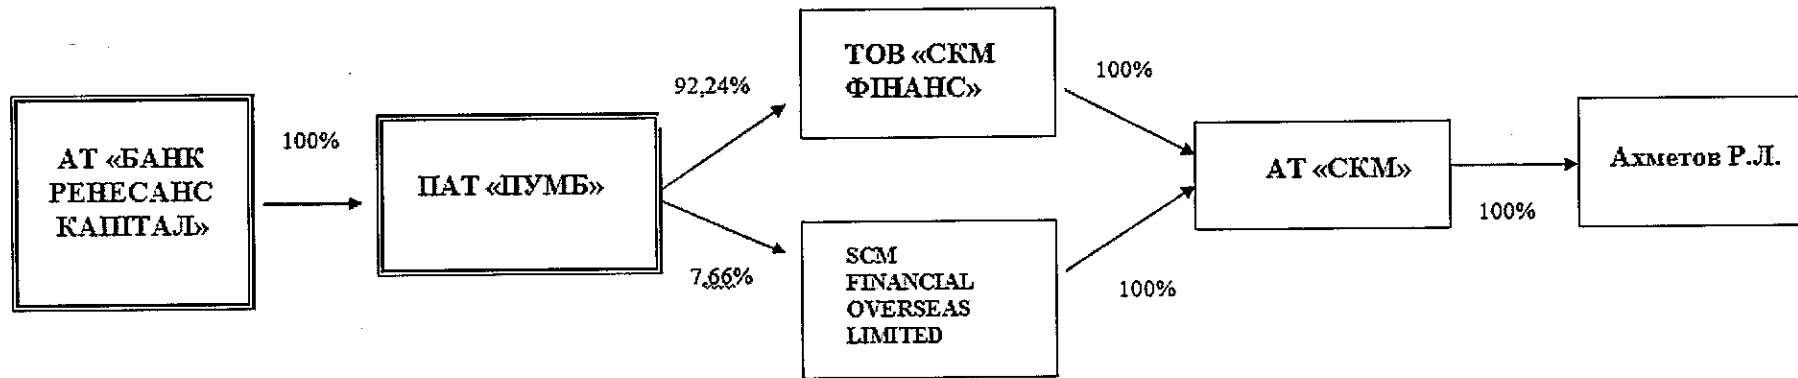 АТ «БАНК
РЕНЕСАНС
КАПІТАЛ»
100%
ПАТ «ПУМБ»
92,24%
7,66%
ТОВ «СКМ
ФІНАНС»
SCM
FINANCIAL
OVERSEAS
LIMITED
100%
100%
АТ «СКМ»
100%
Ахметов Р.Л.